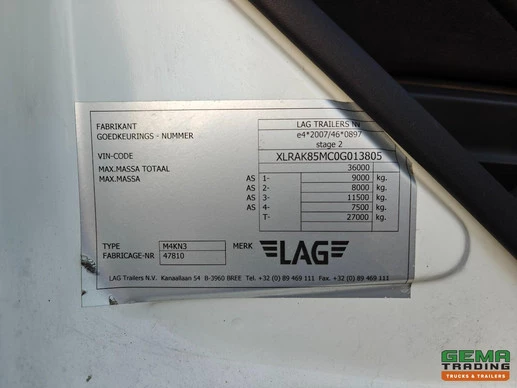 FABRIKANT LAG TRAILERS NV
GOEDKEURINGS - NUMMER e4*2007/46*0897
stage 2
VIN-CODE XLRAK85MC0G013805
MAX.MASSA TOTAAL 36000
MAX.MASSA AS 1- 9000 kg.
AS 2- 8000 kg.
AS 3- 11500 kg.
AS 4- 7500 kg.
T- 27000 kg.
TYPE M4KN3 MERK LAG
FABRICAGE-NR 47810
LAG Trailers N.V. Kanaallaan 54 B-3960 BREE Tel. +32 (0) 89 469 111 Fax. +32 (0) 89 469 111
GEMA
TRADING
TRUCKS & TRAILERS